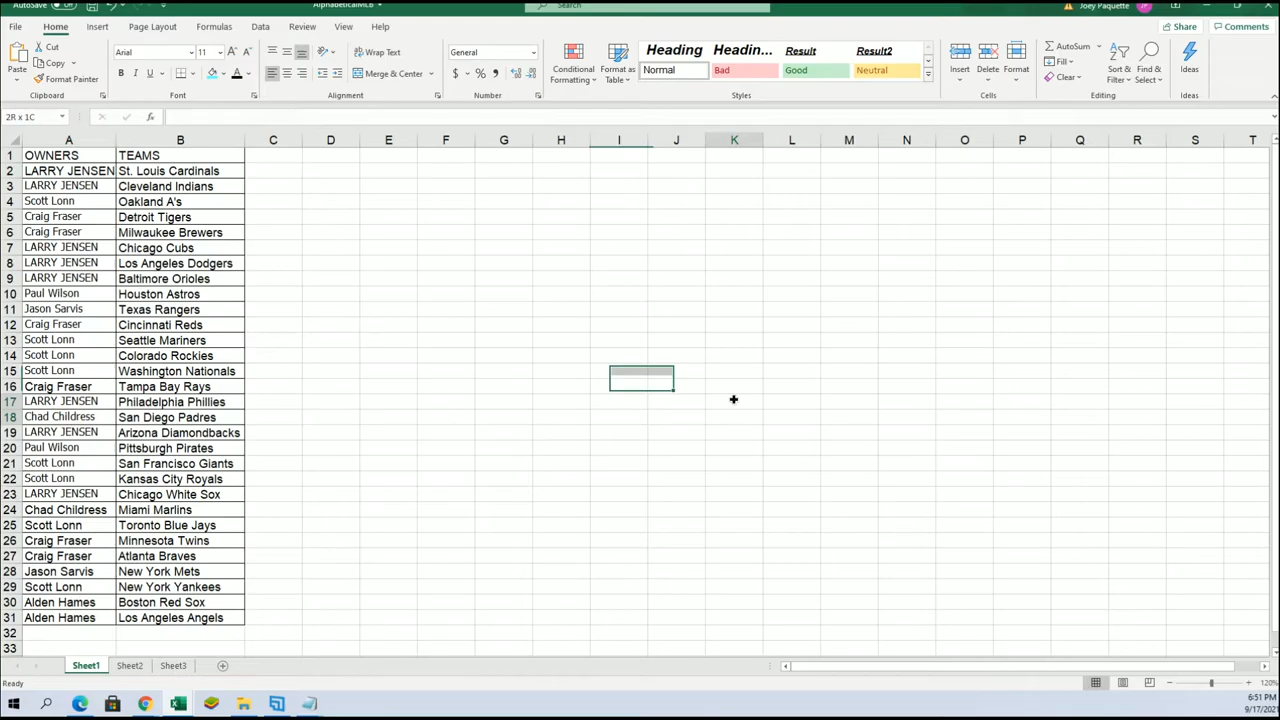 AutoSave Off AlphabeticalMLB Search Joey Paquette
File Home Insert Page Layout Formulas Data Review View Help Share Comments
Paste Cut Copy Format Painter Clipboard
Arial 11 B I U A A Font
ab Wrap Text Merge & Center Alignment
General $ % , Number
Conditional Formatting Format as Table
Heading Headin... Result Result2
Normal Bad Good Neutral
Styles
Insert Delete Format Cells
AutoSum Fill Clear Sort & Filter Find & Select Editing
Ideas Ideas
2R x 1C fx
A B C D E F G H I J K L M N O P Q R S T
1 OWNERS TEAMS
2 LARRY JENSEN St. Louis Cardinals
3 LARRY JENSEN Cleveland Indians
4 Scott Lonn Oakland A's
5 Craig Fraser Detroit Tigers
6 Craig Fraser Milwaukee Brewers
7 LARRY JENSEN Chicago Cubs
8 LARRY JENSEN Los Angeles Dodgers
9 LARRY JENSEN Baltimore Orioles
10 Paul Wilson Houston Astros
11 Jason Sarvis Texas Rangers
12 Craig Fraser Cincinnati Reds
13 Scott Lonn Seattle Mariners
14 Scott Lonn Colorado Rockies
15 Scott Lonn Washington Nationals
16 Craig Fraser Tampa Bay Rays
17 LARRY JENSEN Philadelphia Phillies
18 Chad Childress San Diego Padres
19 LARRY JENSEN Arizona Diamondbacks
20 Paul Wilson Pittsburgh Pirates
21 Scott Lonn San Francisco Giants
22 Scott Lonn Kansas City Royals
23 LARRY JENSEN Chicago White Sox
24 Chad Childress Miami Marlins
25 Scott Lonn Toronto Blue Jays
26 Craig Fraser Minnesota Twins
27 Craig Fraser Atlanta Braves
28 Jason Sarvis New York Mets
29 Scott Lonn New York Yankees
30 Alden Hames Boston Red Sox
31 Alden Hames Los Angeles Angels
32
33
Sheet1 Sheet2 Sheet3
Ready 120%
6:51 PM
9/17/2021